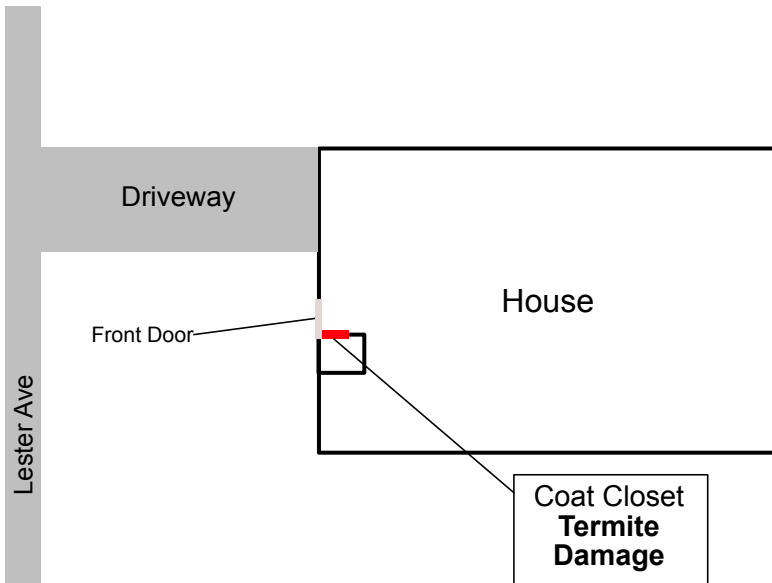 Driveway
House
Front Door
Lester Ave
Coat Closet
Termite
Damage